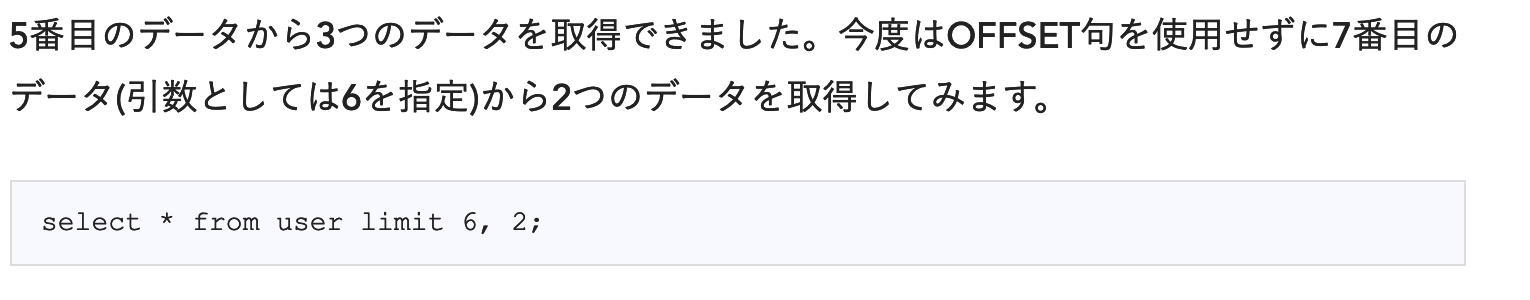 5番目のデータから3つのデータを取得できました。今度はOFFSET句を使用せずに7番目の
データ(引数としては6を指定)から2つのデータを取得してみます。
select * from user limit 6, 2;